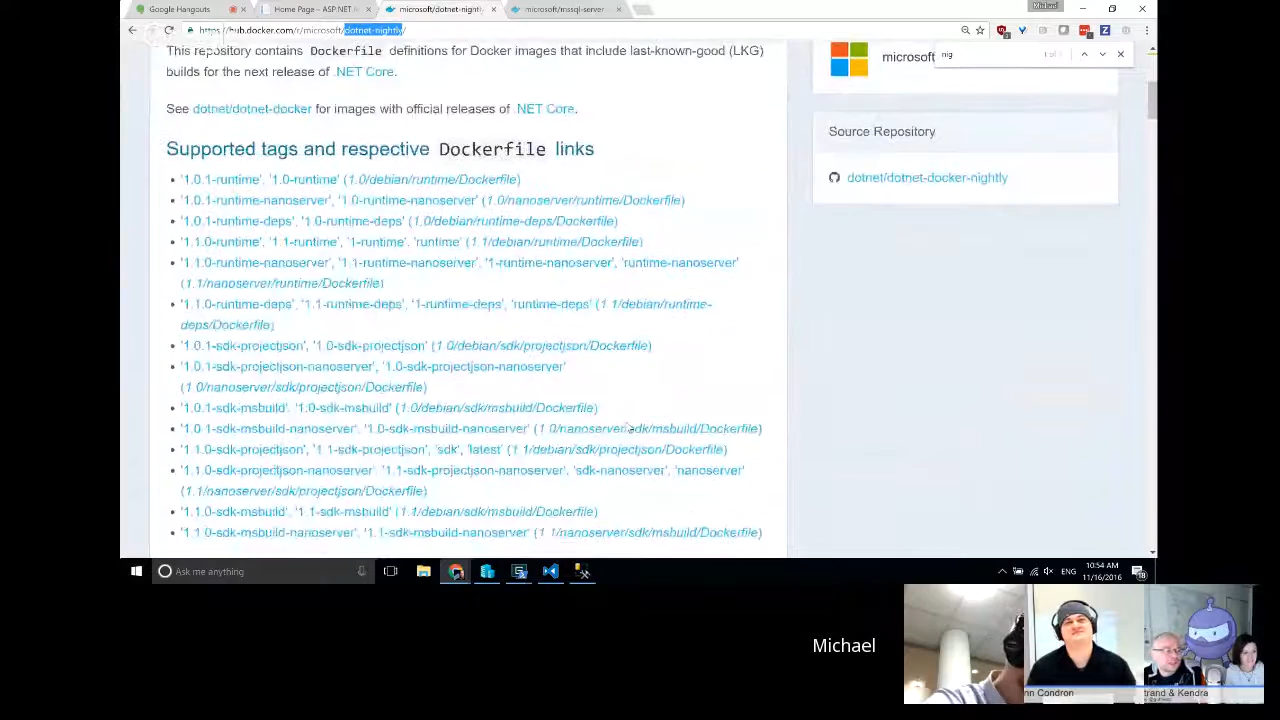 Michael
Google Hangouts
Home Page - ASP.NET
microsoft/dotnet-nightly
microsoft/mssql-server
https://hub.docker.com/r/microsoft/dotnet-nightly/
nig
1 of
This repository contains Dockerfile definitions for Docker images that include last-known-good (LKG)
builds for the next release of .NET Core.
See dotnet/dotnet-docker for images with official releases of .NET Core.
microsoft
Source Repository
dotnet/dotnet-docker-nightly
Supported tags and respective Dockerfile links
• '1.0.1-runtime', '1.0-runtime' (1.0/debian/runtime/Dockerfile)
• '1.0.1-runtime-nanoserver', '1.0-runtime-nanoserver' (1.0/nanoserver/runtime/Dockerfile)
• '1.0.1-runtime-deps', '1.0-runtime-deps' (1.0/debian/runtime-deps/Dockerfile)
• '1.1.0-runtime', '1.1-runtime', '1-runtime', 'runtime' (1.1/debian/runtime/Dockerfile)
• '1.1.0-runtime-nanoserver', '1.1-runtime-nanoserver', '1-runtime-nanoserver', 'runtime-nanoserver'
(1.1/nanoserver/runtime/Dockerfile)
• '1.1.0-runtime-deps', '1.1-runtime-deps', '1-runtime-deps', 'runtime-deps' (1.1/debian/runtime-
deps/Dockerfile)
• '1.0.1-sdk-projectjson', '1.0-sdk-projectjson' (1.0/debian/sdk/projectjson/Dockerfile)
• '1.0.1-sdk-projectjson-nanoserver', '1.0-sdk-projectjson-nanoserver'
(1.0/nanoserver/sdk/projectjson/Dockerfile)
• '1.0.1-sdk-msbuild', '1.0-sdk-msbuild' (1.0/debian/sdk/msbuild/Dockerfile)
• '1.0.1-sdk-msbuild-nanoserver', '1.0-sdk-msbuild-nanoserver' (1.0/nanoserver/sdk/msbuild/Dockerfile)
• '1.1.0-sdk-projectjson', '1.1-sdk-projectjson', 'sdk', 'latest' (1.1/debian/sdk/projectjson/Dockerfile)
• '1.1.0-sdk-projectjson-nanoserver', '1.1-sdk-projectjson-nanoserver', 'sdk-nanoserver', 'nanoserver'
(1.1/nanoserver/sdk/projectjson/Dockerfile)
• '1.1.0-sdk-msbuild', '1.1-sdk-msbuild' (1.1/debian/sdk/msbuild/Dockerfile)
• '1.1.0-sdk-msbuild-nanoserver', '1.1-sdk-msbuild-nanoserver' (1.1/nanoserver/sdk/msbuild/Dockerfile)
Ask me anything
ENG
10:54 AM
11/16/2016
18
Michael
nn Condron
trand & Kendra